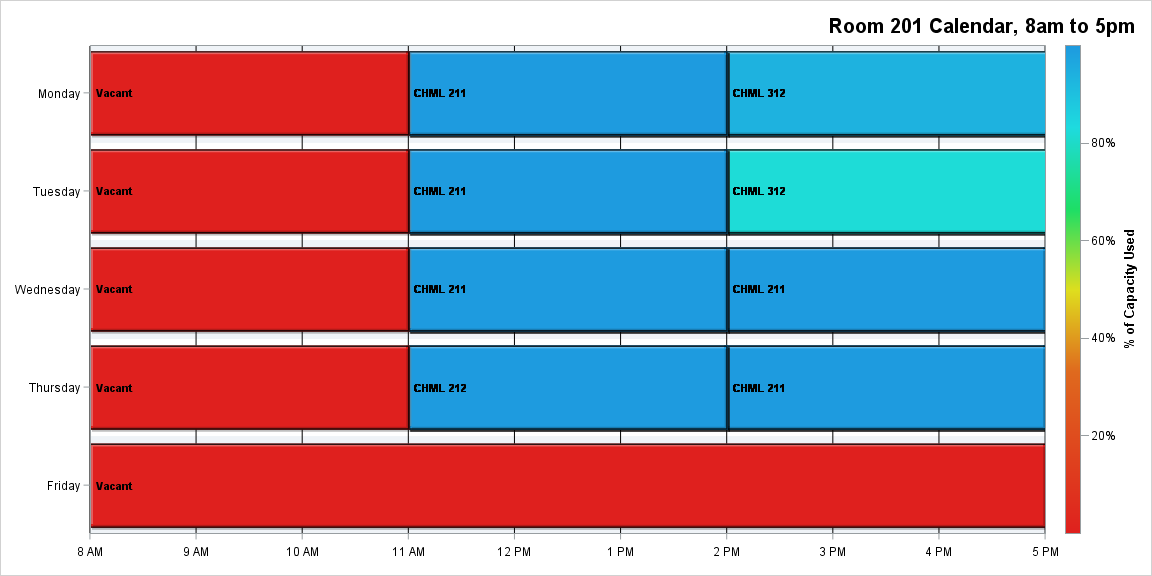 Room 201 Calendar, 8am to 5pm
Monday
Vacant
CHML 211
CHML 312
Tuesday
Vacant
CHML 211
CHML 312
Wednesday
Vacant
CHML 211
CHML 211
Thursday
Vacant
CHML 212
CHML 211
Friday
Vacant
8 AM
9 AM
10 AM
11 AM
12 PM
1 PM
2 PM
3 PM
4 PM
5 PM
80%
60%
40%
20%
% of Capacity Used